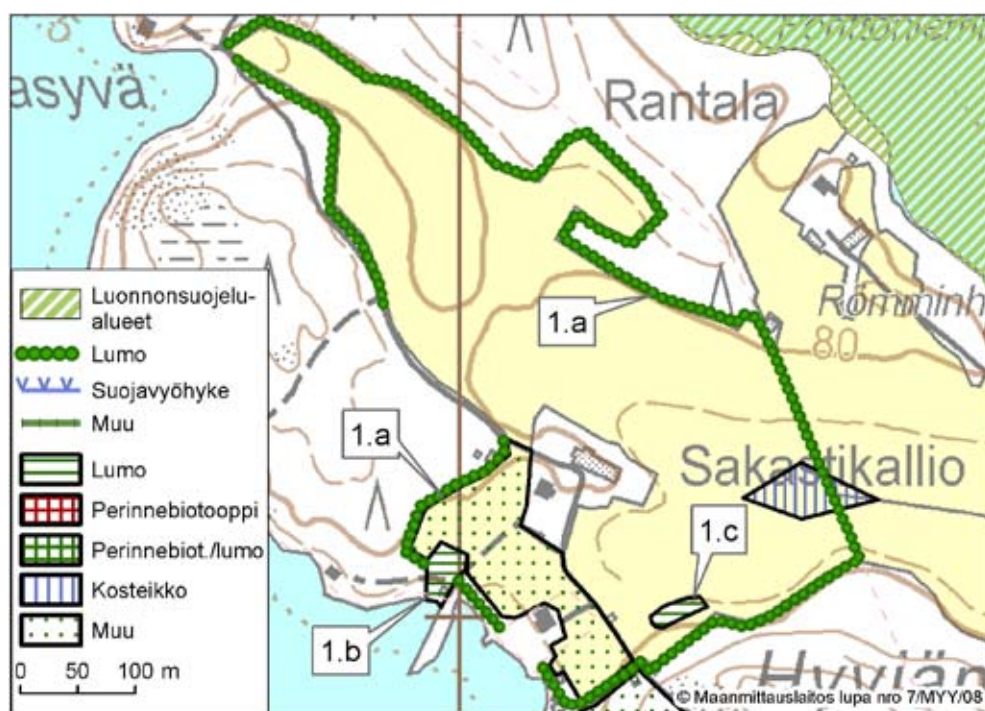 asyvä
Rantala
1.a
80
1.a
Sakastikallio
1.c
1.b
Luonnonsuojelu-
alueet
Lumo
Suojavyöhyke
Muu
Lumo
Perinnebiotooppi
Perinnebiot./lumo
Kosteikko
Muu
0 50 100 m
© Maanmittauslaitos lupa nro 7/MYY/08